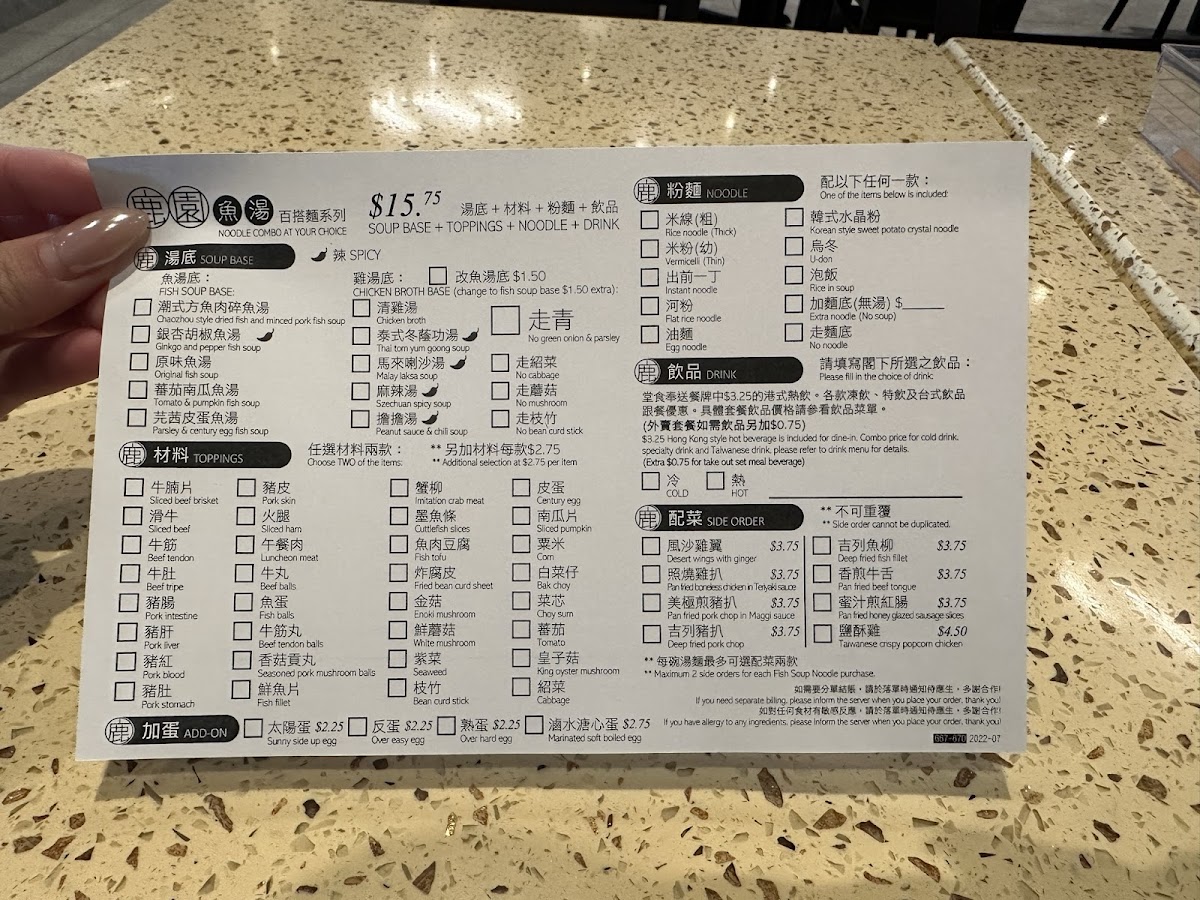 鹿園魚湯 百搭麵系列
NOODLE COMBO AT YOUR CHOICE
$15.75 湯底+材料+粉麵+飲品
SOUP BASE + TOPPINGS + NOODLE + DRINK
鹿 湯底 SOUP BASE
辣 SPICY
魚湯底:
FISH SOUP BASE:
潮式方魚肉碎魚湯
Chaozhou style dried fish and minced pork fish soup
銀杏胡椒魚湯
Ginkgo and pepper fish soup
原味魚湯
Original fish soup
蕃茄南瓜魚湯
Tomato & pumpkin fish soup
芫茜皮蛋魚湯
Parsley & century egg fish soup
雞湯底: 改魚湯底 $1.50
CHICKEN BROTH BASE (change to fish soup base $1.50 extra):
清雞湯
Chicken broth
泰式冬蔭功湯
Thai tom yum goong soup
馬來喇沙湯
Malay laksa soup
麻辣湯
Szechuan spicy soup
擔擔湯
Peanut sauce & chili soup
走青
No green onion & parsley
走紹菜
No cabbage
走蘑菇
No mushroom
走枝竹
No bean curd stick
鹿 材料 TOPPINGS
任選材料兩款: ** 另加材料每款$2.75
Choose TWO of the items: ** Additional selection at $2.75 per item
牛腩片
Sliced beef brisket
滑牛
Sliced beef
牛筋
Beef tendon
牛肚
Beef tripe
豬腸
Pork intestine
豬肝
Pork liver
豬紅
Pork blood
豬肚
Pork stomach
豬皮
Pork skin
火腿
Sliced ham
午餐肉
Luncheon meat
牛丸
Beef balls
魚蛋
Fish balls
牛筋丸
Beef tendon balls
香菇貢丸
Seasoned pork mushroom balls
鮮魚片
Fish fillet
蟹柳
Imitation crab meat
墨魚條
Cuttlefish slices
魚肉豆腐
Fish tofu
炸腐皮
Fried bean curd sheet
金菇
Enoki mushroom
鮮蘑菇
White mushroom
紫菜
Seaweed
枝竹
Bean curd stick
皮蛋
Century egg
南瓜片
Sliced pumpkin
粟米
Corn
白菜仔
Bak choy
菜芯
Choy sum
蕃茄
Tomato
皇子菇
King oyster mushroom
紹菜
Cabbage
鹿 加蛋 ADD-ON
太陽蛋 $2.25
Sunny side up egg
反蛋 $2.25
Over easy egg
熟蛋 $2.25
Over hard egg
滷水溏心蛋 $2.75
Marinated soft boiled egg
鹿 粉麵 NOODLE
配以下任何一款:
One of the items below is included:
米線(粗)
Rice noodle (Thick)
米粉(幼)
Vermicelli (Thin)
出前一丁
Instant noodle
河粉
Flat rice noodle
油麵
Egg noodle
韓式水晶粉
Korean style sweet potato crystal noodle
烏冬
U-don
泡飯
Rice in soup
加麵底(無湯) $______
Extra noodle (No soup)
走麵底
No noodle
鹿 飲品 DRINK
請填寫閣下所選之飲品:
Please fill in the choice of drink:
堂食奉送餐牌中$3.25的港式熱飲。各款凍飲、特飲及台式飲品
跟餐優惠。具體套餐飲品價格請參看飲品菜單。
(外賣套餐如需飲品另加$0.75)
$3.25 Hong Kong style hot beverage is included for dine-in. Combo price for cold drink,
specialty drink and Taiwanese drink, please refer to drink menu for details.
(Extra $0.75 for take out set meal beverage)
冷
COLD
熱
HOT
鹿 配菜 SIDE ORDER
** 不可重覆
** Side order cannot be duplicated.
風沙雞翼 $3.75
Desert wings with ginger
照燒雞扒 $3.75
Pan fried boneless chicken in Teriyaki sauce
美極煎豬扒 $3.75
Pan fried pork chop in Maggi sauce
吉列豬扒 $3.75
Deep fried pork chop
吉列魚柳 $3.75
Deep fried fish fillet
香煎牛舌 $3.75
Pan fried beef tongue
蜜汁煎紅腸 $3.75
Pan fried honey glazed sausage slices
鹽酥雞 $4.50
Taiwanese crispy popcorn chicken
** 每碗湯麵最多可選配菜兩款
** Maximum 2 side orders for each Fish Soup Noodle purchase.
如需要分單結賬,請於落單時通知侍應生,多謝合作!
If you need separate billing, please inform the server when you place your order, thank you!
如對任何食材有敏感反應,請於落單時通知侍應生,多謝合作!
If you have allergy to any ingredients, please inform the server when you place your order, thank you!
667-670 2022-07